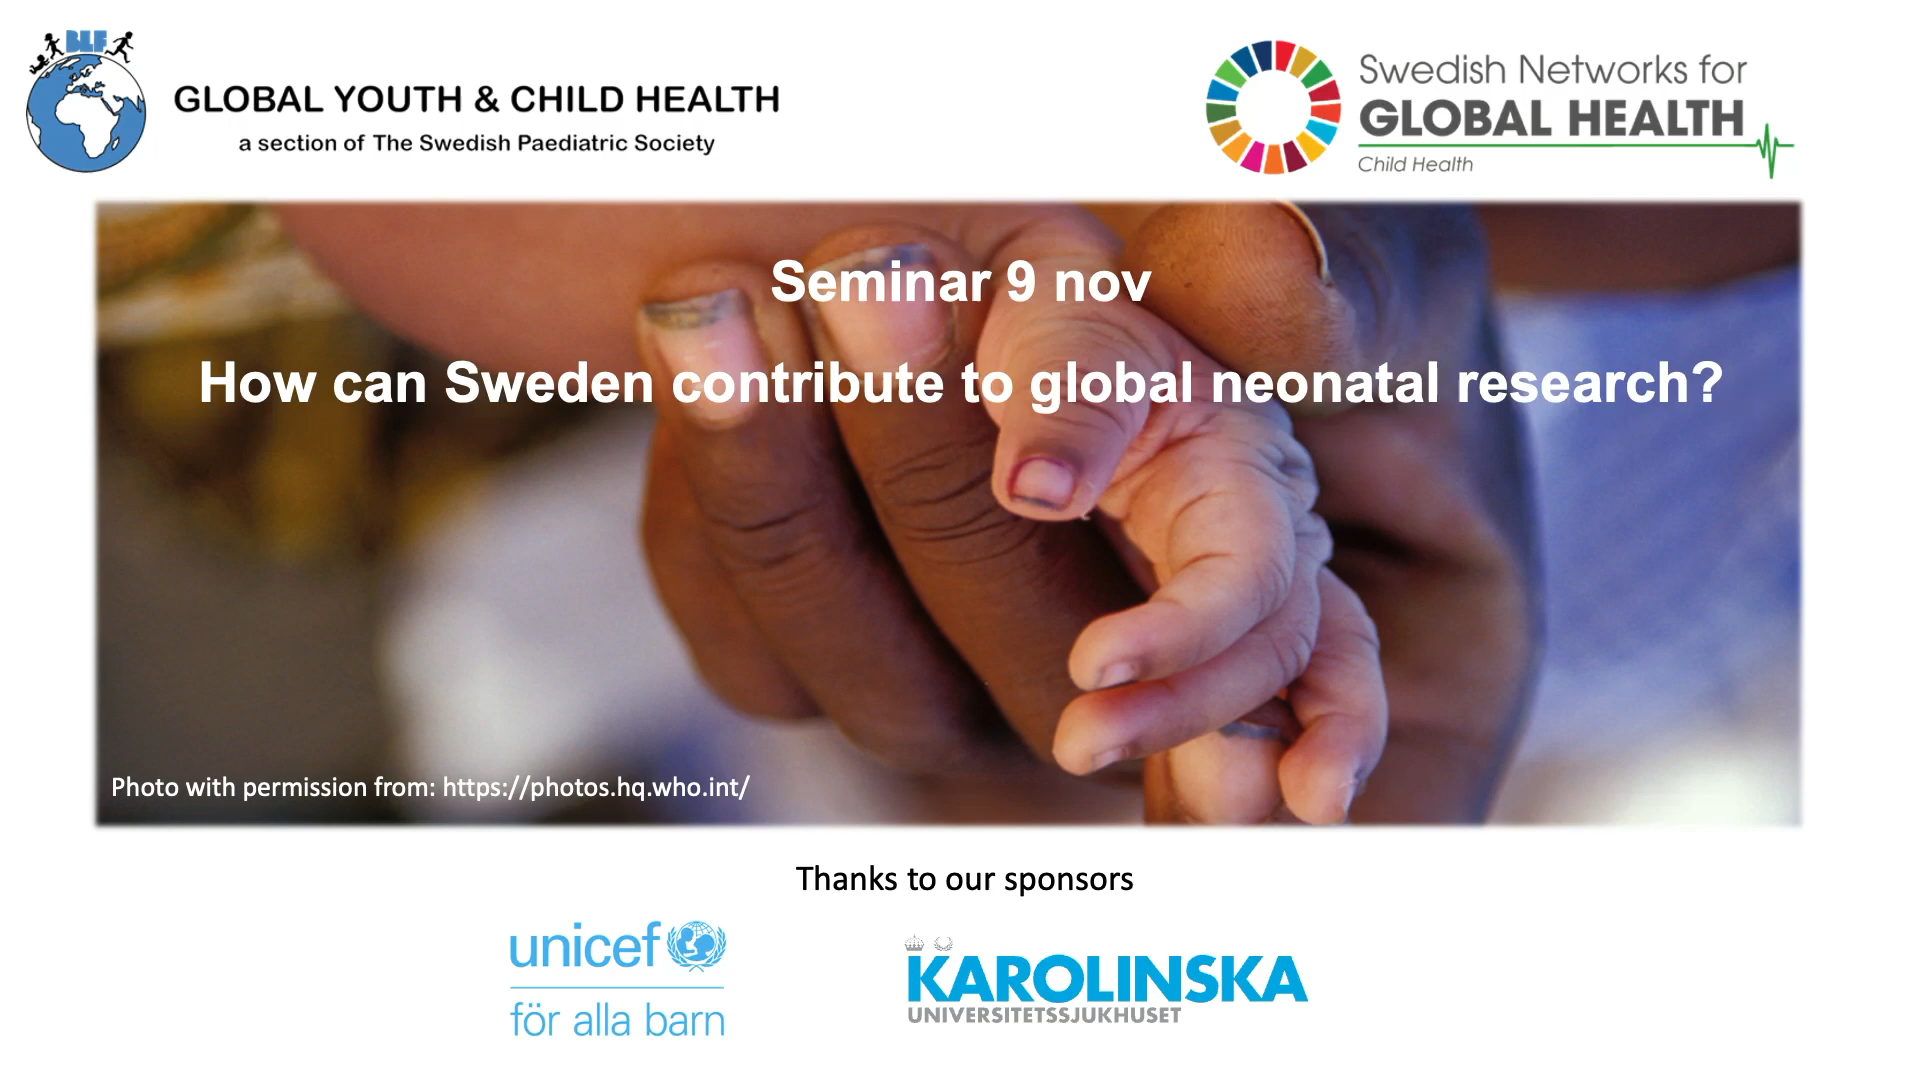 BLF
GLOBAL YOUTH & CHILD HEALTH
a section of The Swedish Paediatric Society
Swedish Networks for
GLOBAL HEALTH
Child Health
Seminar 9 nov
How can Sweden contribute to global neonatal research?
Photo with permission from: https://photos.hq.who.int/
Thanks to our sponsors
unicef
för alla barn
KAROLINSKA
UNIVERSITETSSJUKHUSET